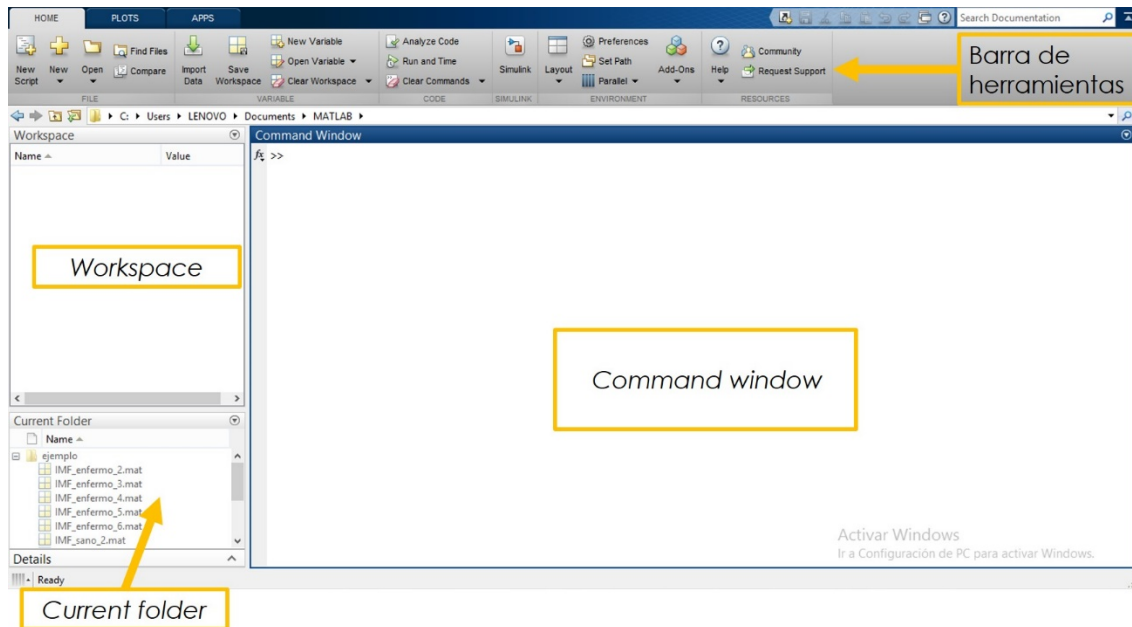 HOME PLOTS APPS
Search Documentation
New Script
New
Open
Find Files
Compare
Import Data
Save Workspace
New Variable
Open Variable
Clear Workspace
Analyze Code
Run and Time
Clear Commands
Simulink
Layout
Preferences
Set Path
Parallel
Add-Ons
Help
Community
Request Support
Barra de
herramientas
FILE VARIABLE CODE SIMULINK ENVIRONMENT RESOURCES
C: Users LENOVO Documents MATLAB
Workspace
Name Value
Command Window
fx >>
Workspace
Command window
Current Folder
Name
ejemplo
IMF_enfermo_2.mat
IMF_enfermo_3.mat
IMF_enfermo_4.mat
IMF_enfermo_5.mat
IMF_enfermo_6.mat
IMF_sano_2.mat
Details
Activar Windows
Ir a Configuración de PC para activar Windows.
Ready
Current folder